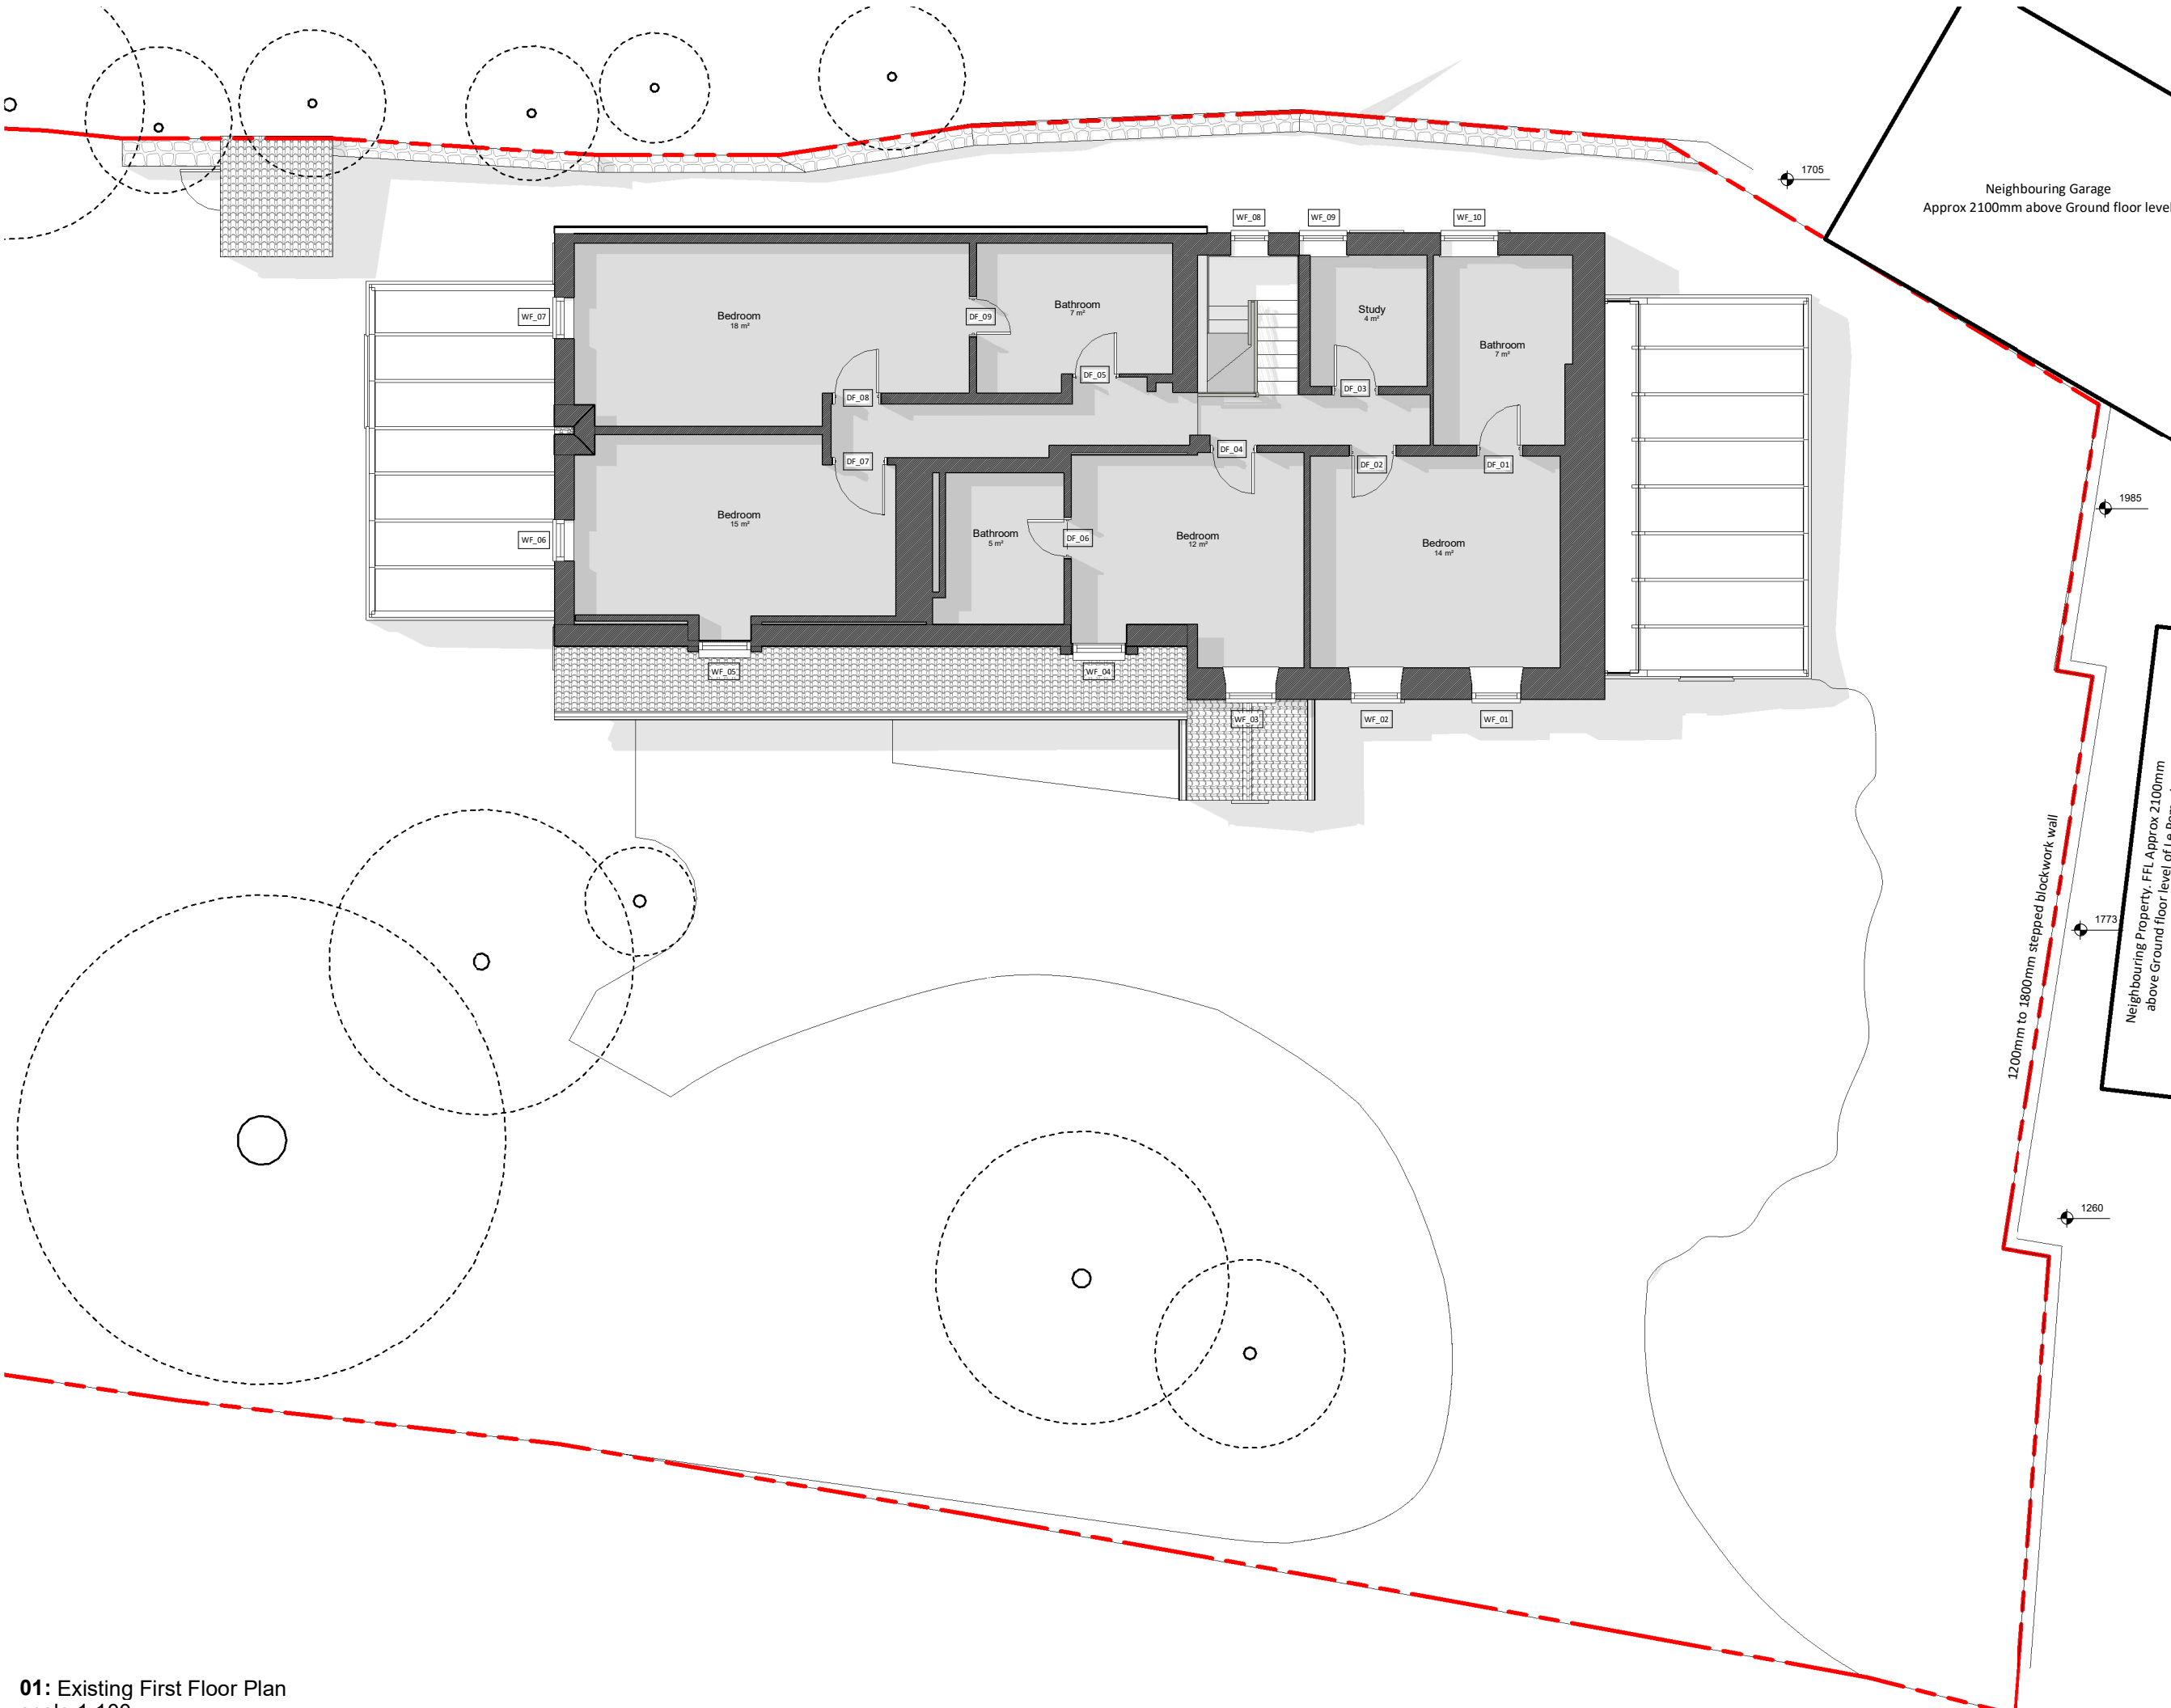 1705
Neighbouring Garage
Approx 2100mm above Ground floor level
WF_08
WF_09
WF_10
WF_07
Bedroom
18 m²
DF_09
Bathroom
7 m²
Study
4 m²
Bathroom
7 m²
DF_05
DF_03
DF_08
DF_04
DF_07
DF_02
DF_01
WF_06
Bedroom
15 m²
Bathroom
5 m²
DF_06
Bedroom
12 m²
Bedroom
14 m²
1985
WF_05
WF_04
WF_03
WF_02
WF_01
1200mm to 1800mm stepped blockwork wall
1773
Neighbouring Property. FFL Approx 2100mm
above Ground floor level of Le
1260
01: Existing First Floor Plan